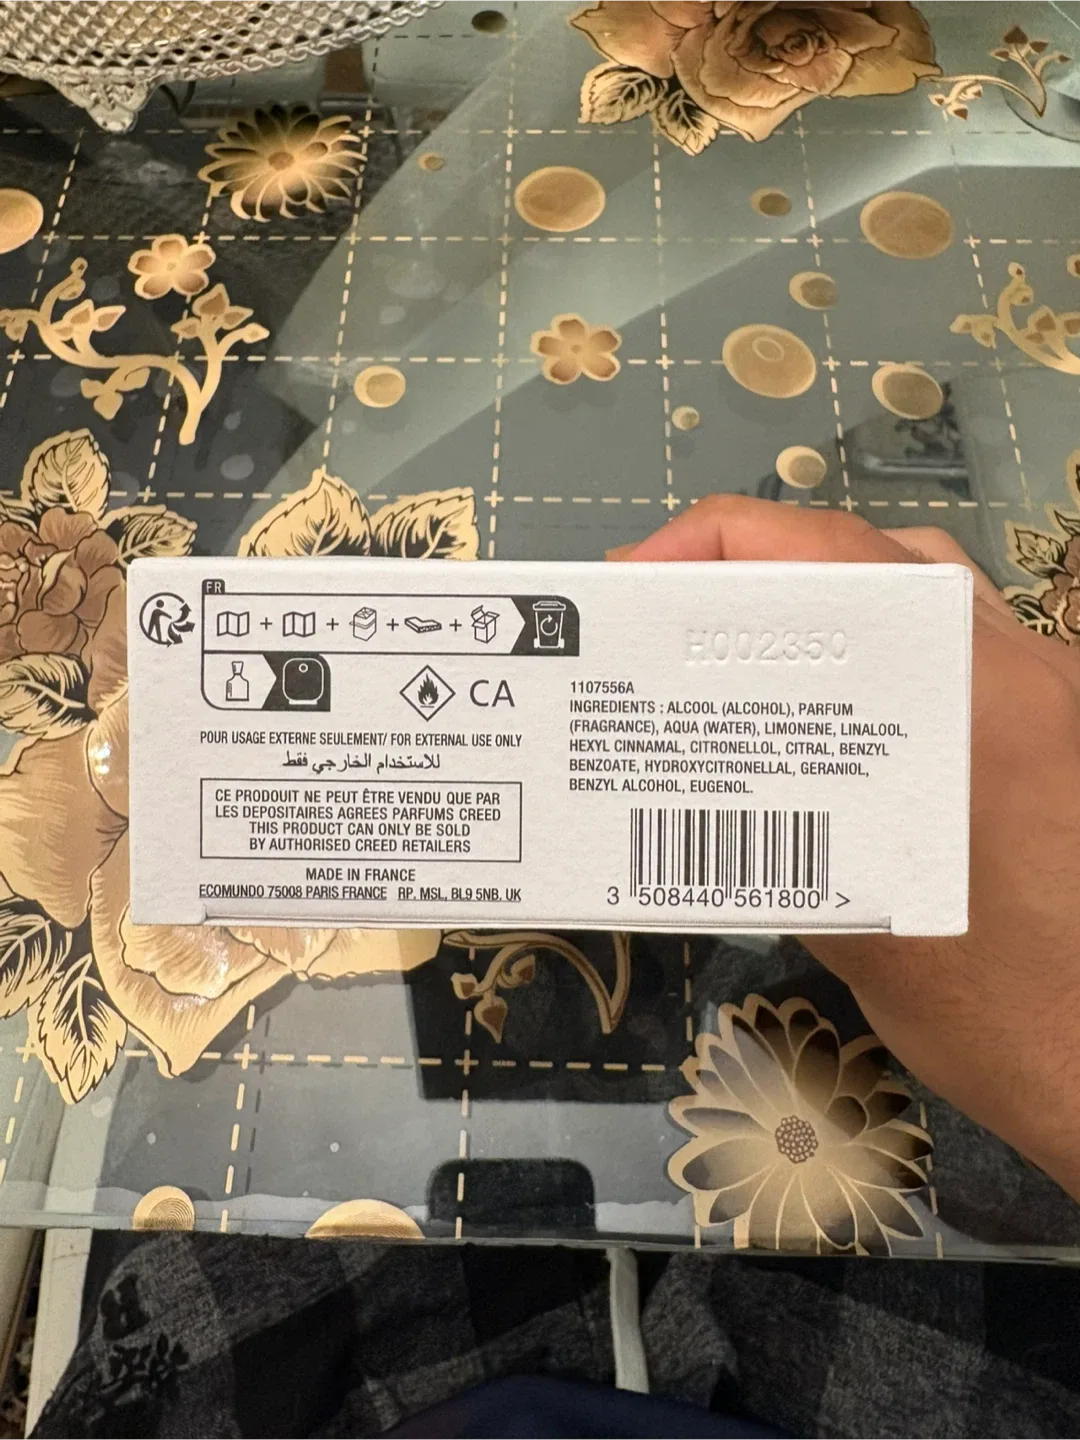 FR
+ + + +
CA
POUR USAGE EXTERNE SEULEMENT/ FOR EXTERNAL USE ONLY
للاستخدام الخارجي فقط
CE PRODOUIT NE PEUT ÊTRE VENDU QUE PAR
LES DEPOSITAIRES AGREES PARFUMS CREED
THIS PRODUCT CAN ONLY BE SOLD
BY AUTHORISED CREED RETAILERS
MADE IN FRANCE
ECOMUNDO 75008 PARIS FRANCE RP. MSL, BL9 5NB. UK
H002350
1107556A
INGREDIENTS : ALCOOL (ALCOHOL), PARFUM
(FRAGRANCE), AQUA (WATER), LIMONENE, LINALOOL,
HEXYL CINNAMAL, CITRONELLOL, CITRAL, BENZYL
BENZOATE, HYDROXYCITRONELLAL, GERANIOL,
BENZYL ALCOHOL, EUGENOL.
3 508440 561800 >